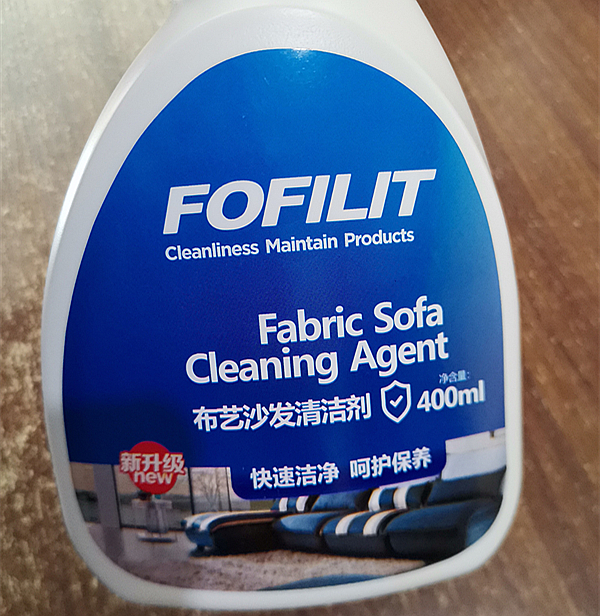 FOFILIT
Cleanliness Maintain Products
Fabric Sofa
Cleaning Agent
布艺沙发清洁剂
净含量:
400ml
新升级
new
快速洁净 呵护保养